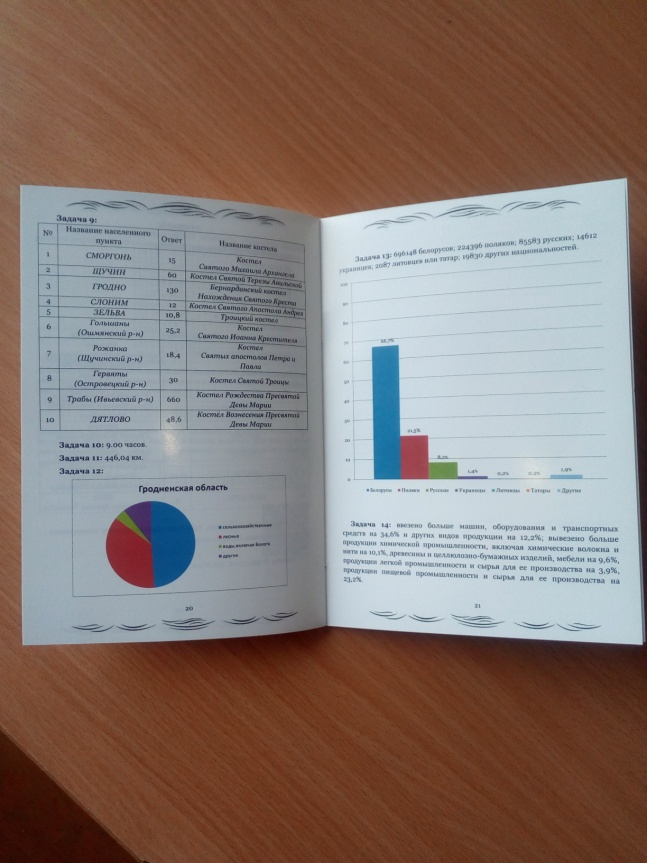 Задача 9:
№ Название населенного пункта Ответ Название костела
1 СМОРГОНЬ 15 Костел Святого Михаила Архангела
2 ЩУЧИН 60 Костел Святой Терезы Авильской
3 ГРОДНО 130 Бернардинский костел Нахождения Святого Креста
4 СЛОНИМ 12 Костел Святого Апостола Андрея
5 ЗЕЛЬВА 10,8 Троицкий костел
6 Гольшаны (Ошмянский р-н) 25,2 Костел Святого Иоанна Крестителя
7 Рожанка (Щучинский р-н) 18,4 Костел Святых апостолов Петра и Павла
8 Гервяты (Островецкий р-н) 30 Костел Святой Троицы
9 Трабы (Ивьевский р-н) 660 Костел Рождества Пресвятой Девы Марии
10 ДЯТЛОВО 48,6 Костел Вознесения Пресвятой Девы Марии
Задача 10: 9.00 часов.
Задача 11: 446,04 км.
Задача 12:
Гродненская область
сельскохозяйственные
лесные
воды, включая болота
другие
20
Задача 13: 696148 белорусов; 224396 поляков; 85583 русских; 14612
украинцев, 2087 литовцев или татар; 19830 других национальностей.
100
90
80
70
60
50
40
30
20
10
0
21,5%
8,2%
1,4%
0,2%
0,2%
1,9%
Белорусы Поляки Русские Украинцы Литовцы Татары Другие
Задача 14: ввезено больше машин, оборудования и транспортных
средств на 34,6% и других видов продукции на 12,2%; вывезено больше
продукции химической промышленности, включая химические волокна и
нити на 10,1%, древесины и целлюлозно-бумажных изделий, мебели на 9,6%,
продукции легкой промышленности и сырья для ее производства на 3,9%,
продукции пищевой промышленности и сырья для ее производства на
23,2%.
21